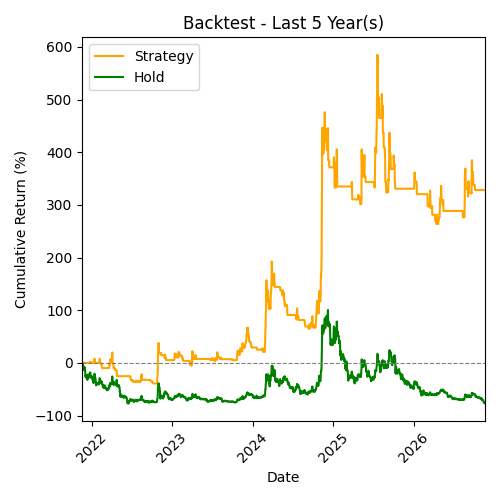 Backtest - Last 5 Year(s)
Strategy
Hold
Cumulative Return (%)
600
500
400
300
200
100
0
−100
2022
2023
2024
2025
2026
Date